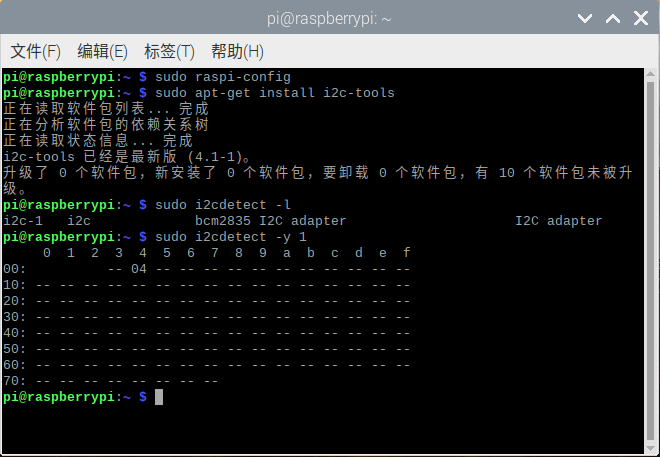 pi@raspberrypi: ~
文件(F) 编辑(E) 标签(T) 帮助(H)
pi@raspberrypi:~ $ sudo raspi-config
pi@raspberrypi:~ $ sudo apt-get install i2c-tools
正在读取软件包列表... 完成
正在分析软件包的依赖关系树
正在读取状态信息... 完成
i2c-tools 已经是最新版 (4.1-1)。
升级了 0 个软件包，新安装了 0 个软件包，要卸载 0 个软件包，有 10 个软件包未被升
级。
pi@raspberrypi:~ $ sudo i2cdetect -l
i2c-1   i2c             bcm2835 I2C adapter                     I2C adapter
pi@raspberrypi:~ $ sudo i2cdetect -y 1
     0  1  2  3  4  5  6  7  8  9  a  b  c  d  e  f
00:          -- 04 -- -- -- -- -- -- -- -- -- -- --
10: -- -- -- -- -- -- -- -- -- -- -- -- -- -- -- --
20: -- -- -- -- -- -- -- -- -- -- -- -- -- -- -- --
30: -- -- -- -- -- -- -- -- -- -- -- -- -- -- -- --
40: -- -- -- -- -- -- -- -- -- -- -- -- -- -- -- --
50: -- -- -- -- -- -- -- -- -- -- -- -- -- -- -- --
60: -- -- -- -- -- -- -- -- -- -- -- -- -- -- -- --
70: -- -- -- -- -- -- -- --
pi@raspberrypi:~ $